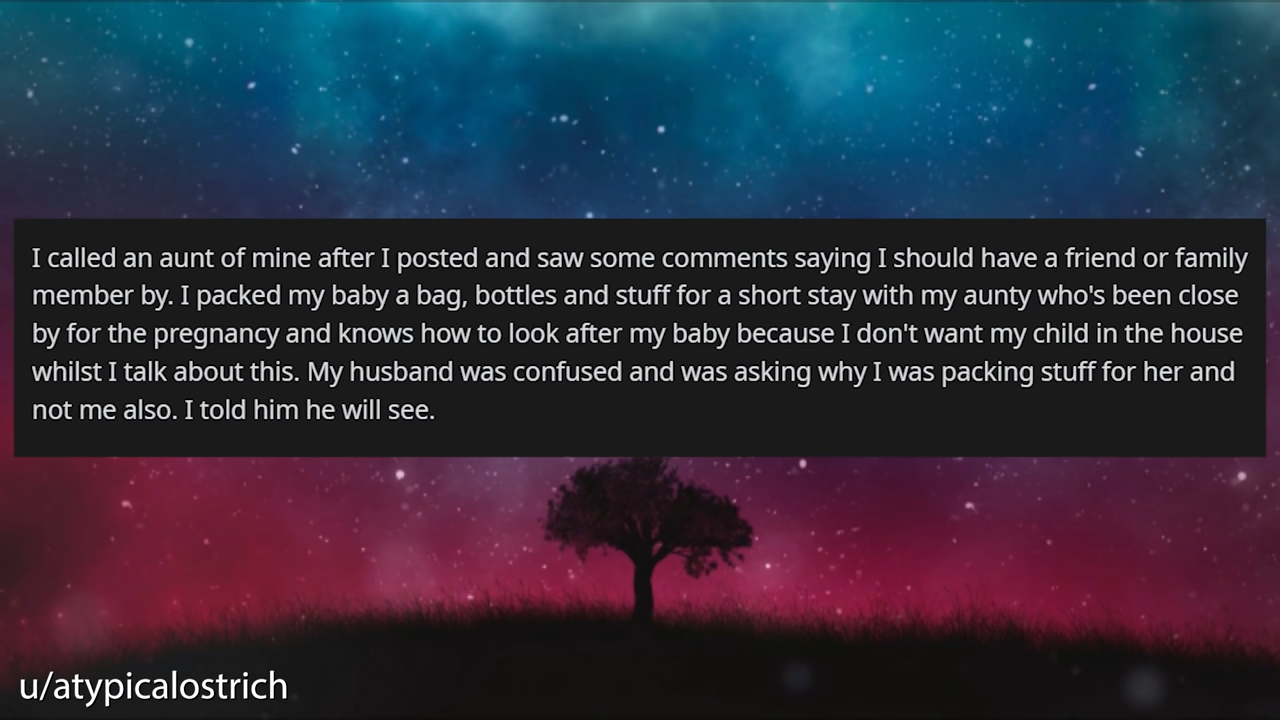 I called an aunt of mine after I posted and saw some comments saying I should have a friend or family
member by. I packed my baby a bag, bottles and stuff for a short stay with my aunty who's been close
by for the pregnancy and knows how to look after my baby because I don't want my child in the house
whilst I talk about this. My husband was confused and was asking why I was packing stuff for her and
not me also. I told him he will see.
u/atypicalostrich